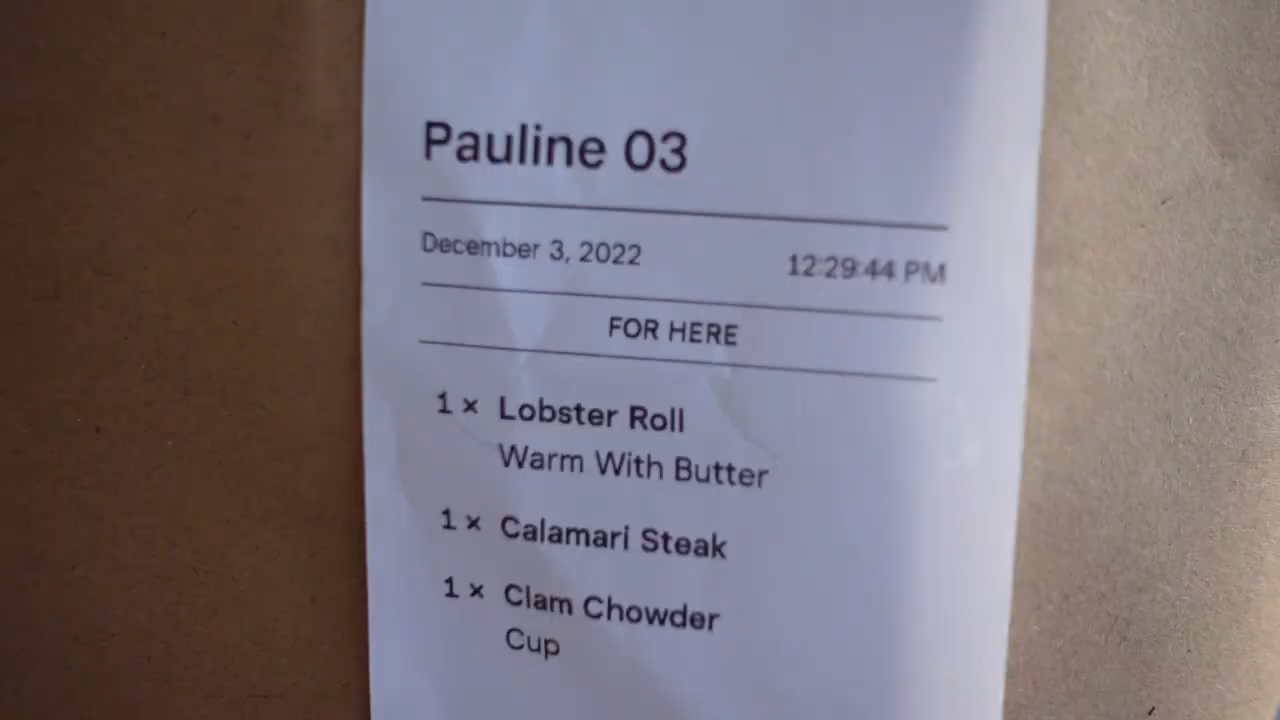 Pauline 03
December 3, 2022 12:29:44 PM
FOR HERE
1 × Lobster Roll
Warm With Butter
1 × Calamari Steak
1 × Clam Chowder
Cup